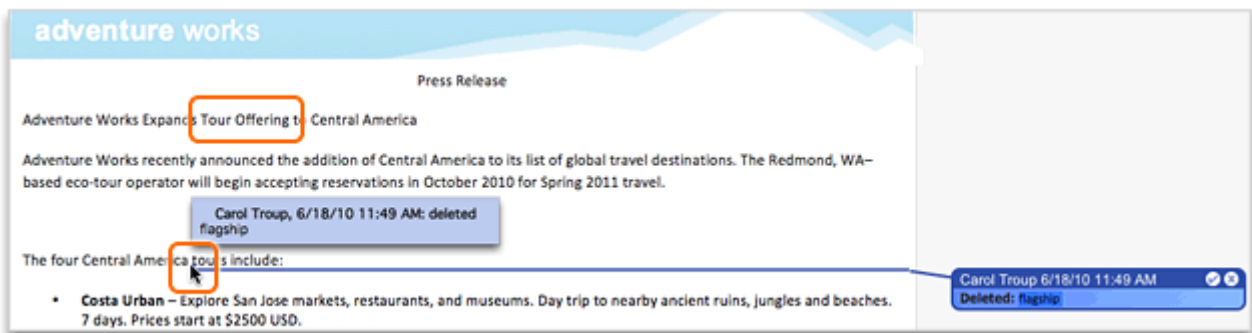 adventure works
Press Release
Adventure Works Expands Tour Offering to Central America
Adventure Works recently announced the addition of Central America to its list of global travel destinations. The Redmond, WA–
based eco-tour operator will begin accepting reservations in October 2010 for Spring 2011 travel.
Carol Troup, 6/18/10 11:49 AM: deleted
flagship
The four Central America tours include:
Carol Troup 6/18/10 11:49 AM
Deleted: flagship
• Costa Urban – Explore San Jose markets, restaurants, and museums. Day trip to nearby ancient ruins, jungles and beaches.
7 days. Prices start at $2500 USD.